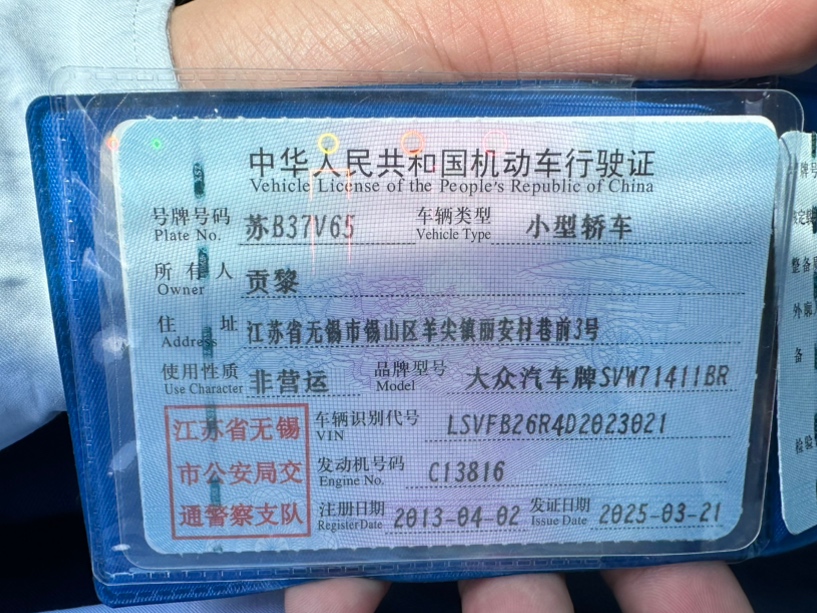 中华人民共和国机动车行驶证
Vehicle License of the People's Republic of China
号牌号码 Plate No. 苏B37V65 车辆类型 Vehicle Type 小型轿车
所有人 Owner 贡黎
住址 Address 江苏省无锡市锡山区羊尖镇丽安村巷前3号
使用性质 Use Character 非营运 品牌型号 Model 大众汽车牌SVW71411BR
江苏省无锡
市公安局交
通警察支队
车辆识别代号 VIN LSVFB26R4D2023021
发动机号码 Engine No. C13816
注册日期 Register Date 2013-04-02 发证日期 Issue Date 2025-03-21